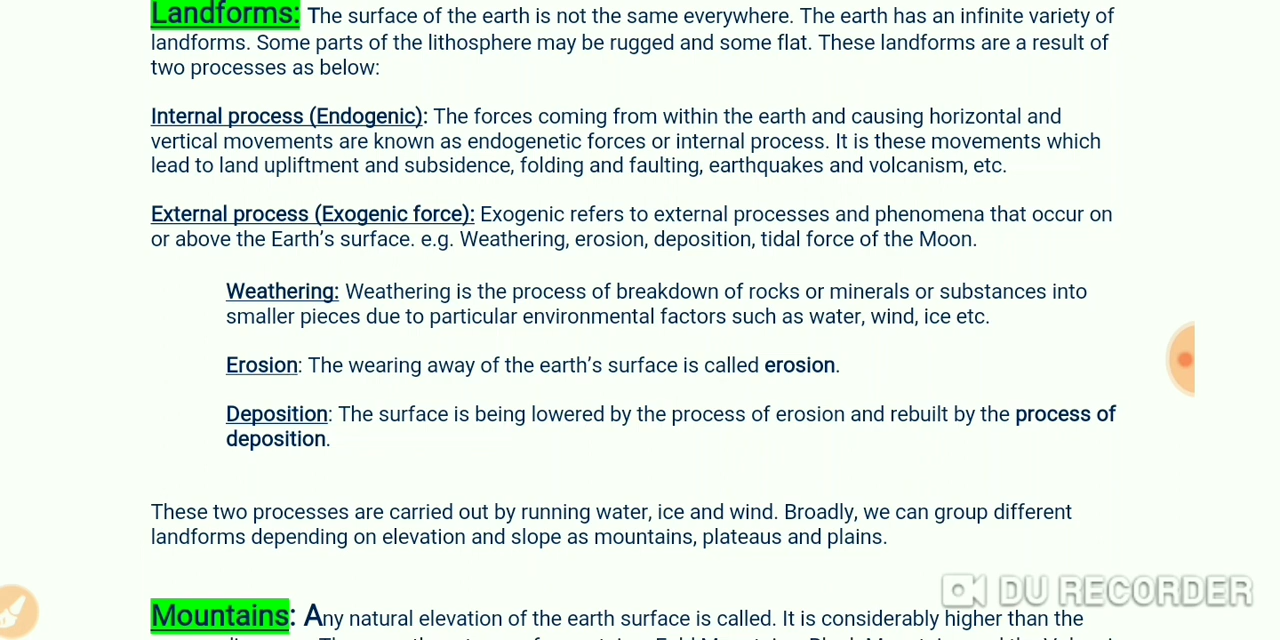 Landforms: The surface of the earth is not the same everywhere. The earth has an infinite variety of
landforms. Some parts of the lithosphere may be rugged and some flat. These landforms are a result of
two processes as below:
Internal process (Endogenic): The forces coming from within the earth and causing horizontal and
vertical movements are known as endogenetic forces or internal process. It is these movements which
lead to land upliftment and subsidence, folding and faulting, earthquakes and volcanism, etc.
External process (Exogenic force): Exogenic refers to external processes and phenomena that occur on
or above the Earth's surface. e.g. Weathering, erosion, deposition, tidal force of the Moon.
Weathering: Weathering is the process of breakdown of rocks or minerals or substances into
smaller pieces due to particular environmental factors such as water, wind, ice etc.
Erosion: The wearing away of the earth's surface is called erosion.
Deposition: The surface is being lowered by the process of erosion and rebuilt by the process of
deposition.
These two processes are carried out by running water, ice and wind. Broadly, we can group different
landforms depending on elevation and slope as mountains, plateaus and plains.
DU RECORDER
Mountains: Any natural elevation of the earth surface is called. It is considerably higher than the